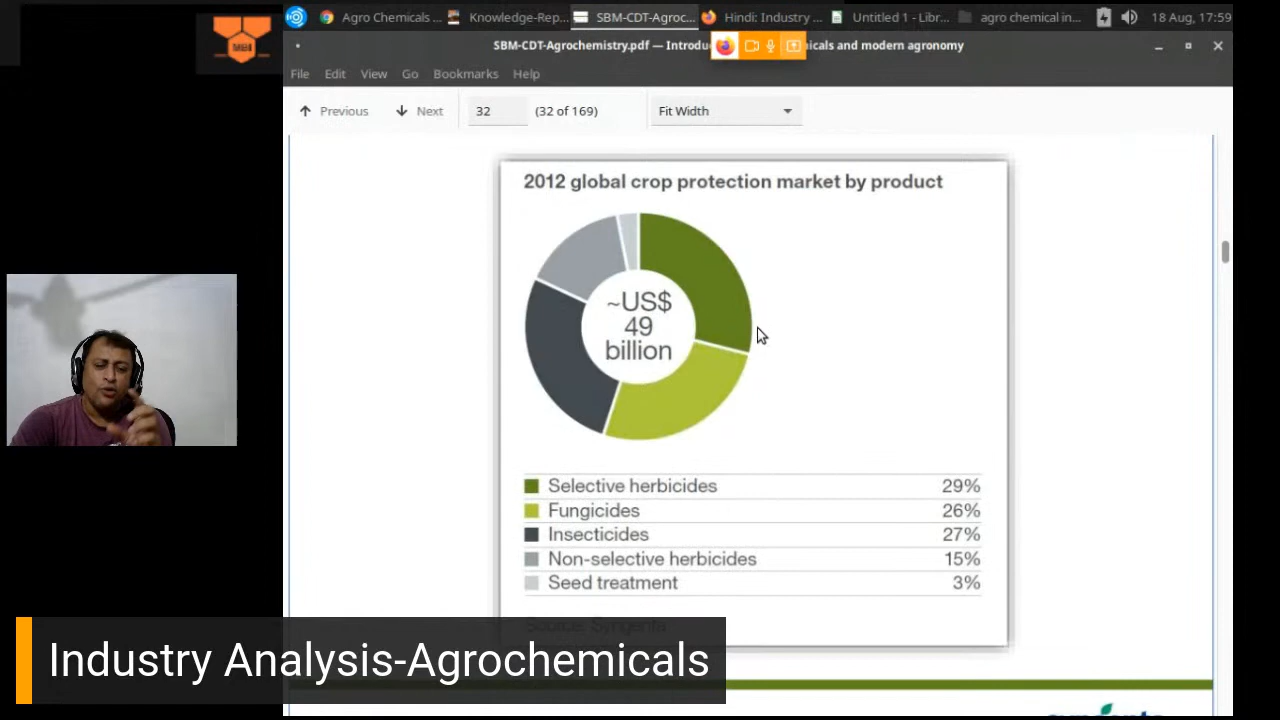 MBI
Agro Chemicals ... Knowledge-Rep... SBM-CDT-Agroc... Hindi: Industry ... Untitled 1 - Libr... agro chemical in... 18 Aug, 17:59
SBM-CDT-Agrochemistry.pdf — Introdu icals and modern agronomy
File Edit View Go Bookmarks Help
Previous Next 32 (32 of 169) Fit Width
2012 global crop protection market by product
~US$
49
billion
Selective herbicides 29%
Fungicides 26%
Insecticides 27%
Non-selective herbicides 15%
Seed treatment 3%
Source: Syngenta
Industry Analysis-Agrochemicals